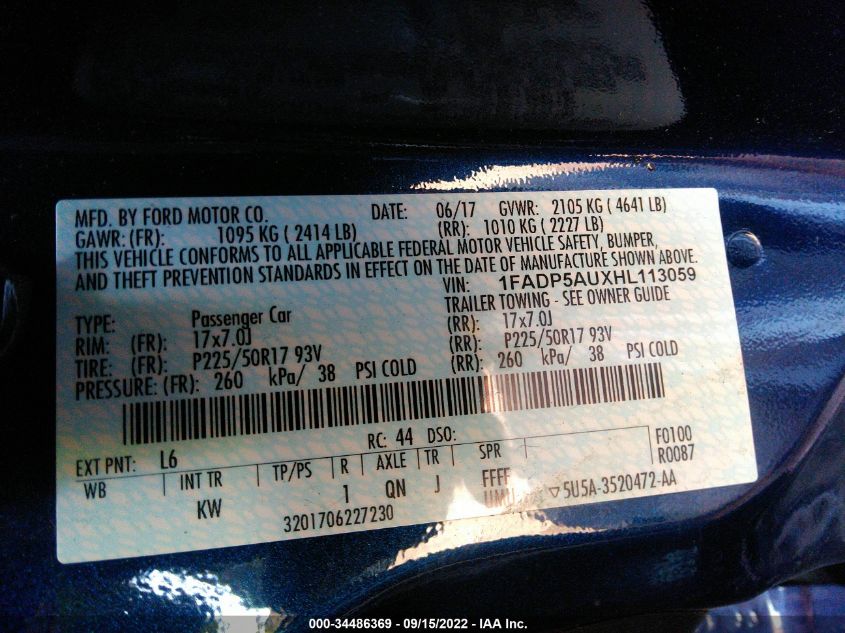 MFD. BY FORD MOTOR CO. DATE: 06/17 GVWR: 2105 KG ( 4641 LB)
GAWR: (FR): 1095 KG ( 2414 LB) (RR): 1010 KG ( 2227 LB)
THIS VEHICLE CONFORMS TO ALL APPLICABLE FEDERAL MOTOR VEHICLE SAFETY, BUMPER,
AND THEFT PREVENTION STANDARDS IN EFFECT ON THE DATE OF MANUFACTURE SHOWN ABOVE.
VIN: 1FADP5AUXHL113059
TRAILER TOWING - SEE OWNER GUIDE
TYPE: Passenger Car
RIM: (FR): 17x7.0J (RR): 17x7.0J
TIRE: (FR): P225/50R17 93V (RR): P225/50R17 93V
PRESSURE: (FR): 260 kPa/ 38 PSI COLD (RR): 260 kPa/ 38 PSI COLD
RC: 44 DSO: F0100
EXT PNT: L6 R0087
WB INT TR TP/PS R AXLE TR SPR
KW 1 QN J FFFF
5U5A-3520472-AA
3201706227230
000-34486369 - 09/15/2022 - IAA Inc.